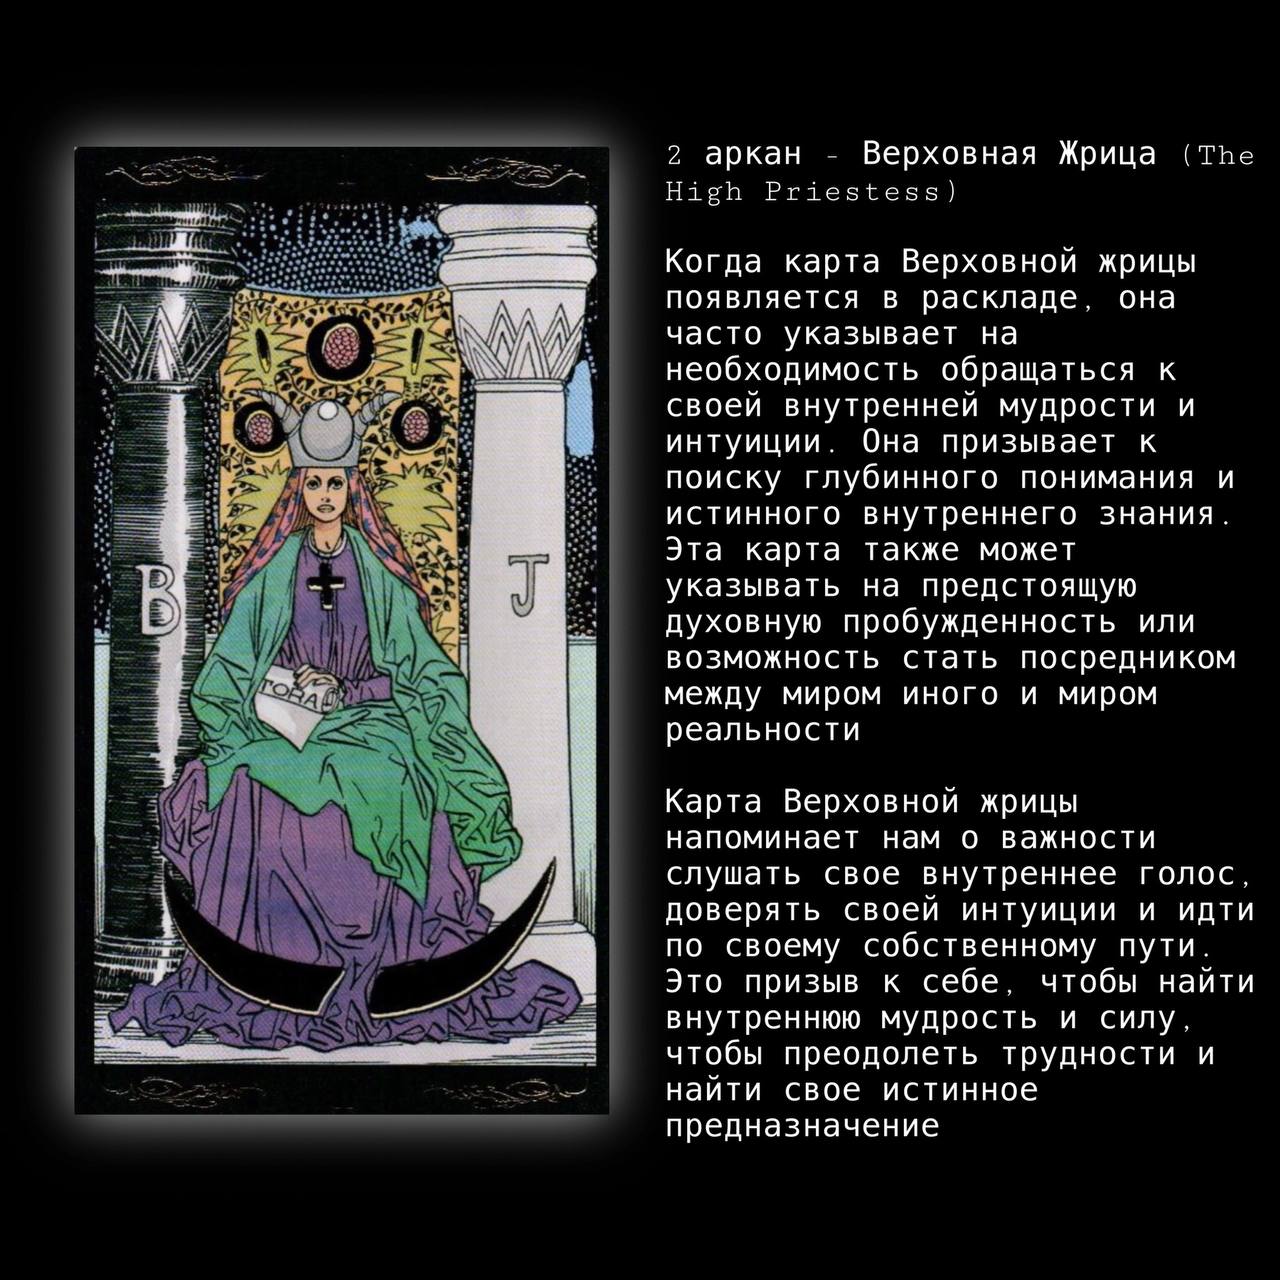 2 аркан - Верховная Жрица (The
High Priestess)
Когда карта Верховной жрицы
появляется в раскладе, она
часто указывает на
необходимость обращаться к
своей внутренней мудрости и
интуиции. Она призывает к
поиску глубинного понимания и
истинного внутреннего знания.
Эта карта также может
указывать на предстоящую
духовную пробужденность или
возможность стать посредником
между миром иного и миром
реальности
Карта Верховной жрицы
напоминает нам о важности
слушать свое внутреннее голос,
доверять своей интуиции и идти
по своему собственному пути.
Это призыв к себе, чтобы найти
внутреннюю мудрость и силу,
чтобы преодолеть трудности и
найти свое истинное
предназначение
B
J
TORA